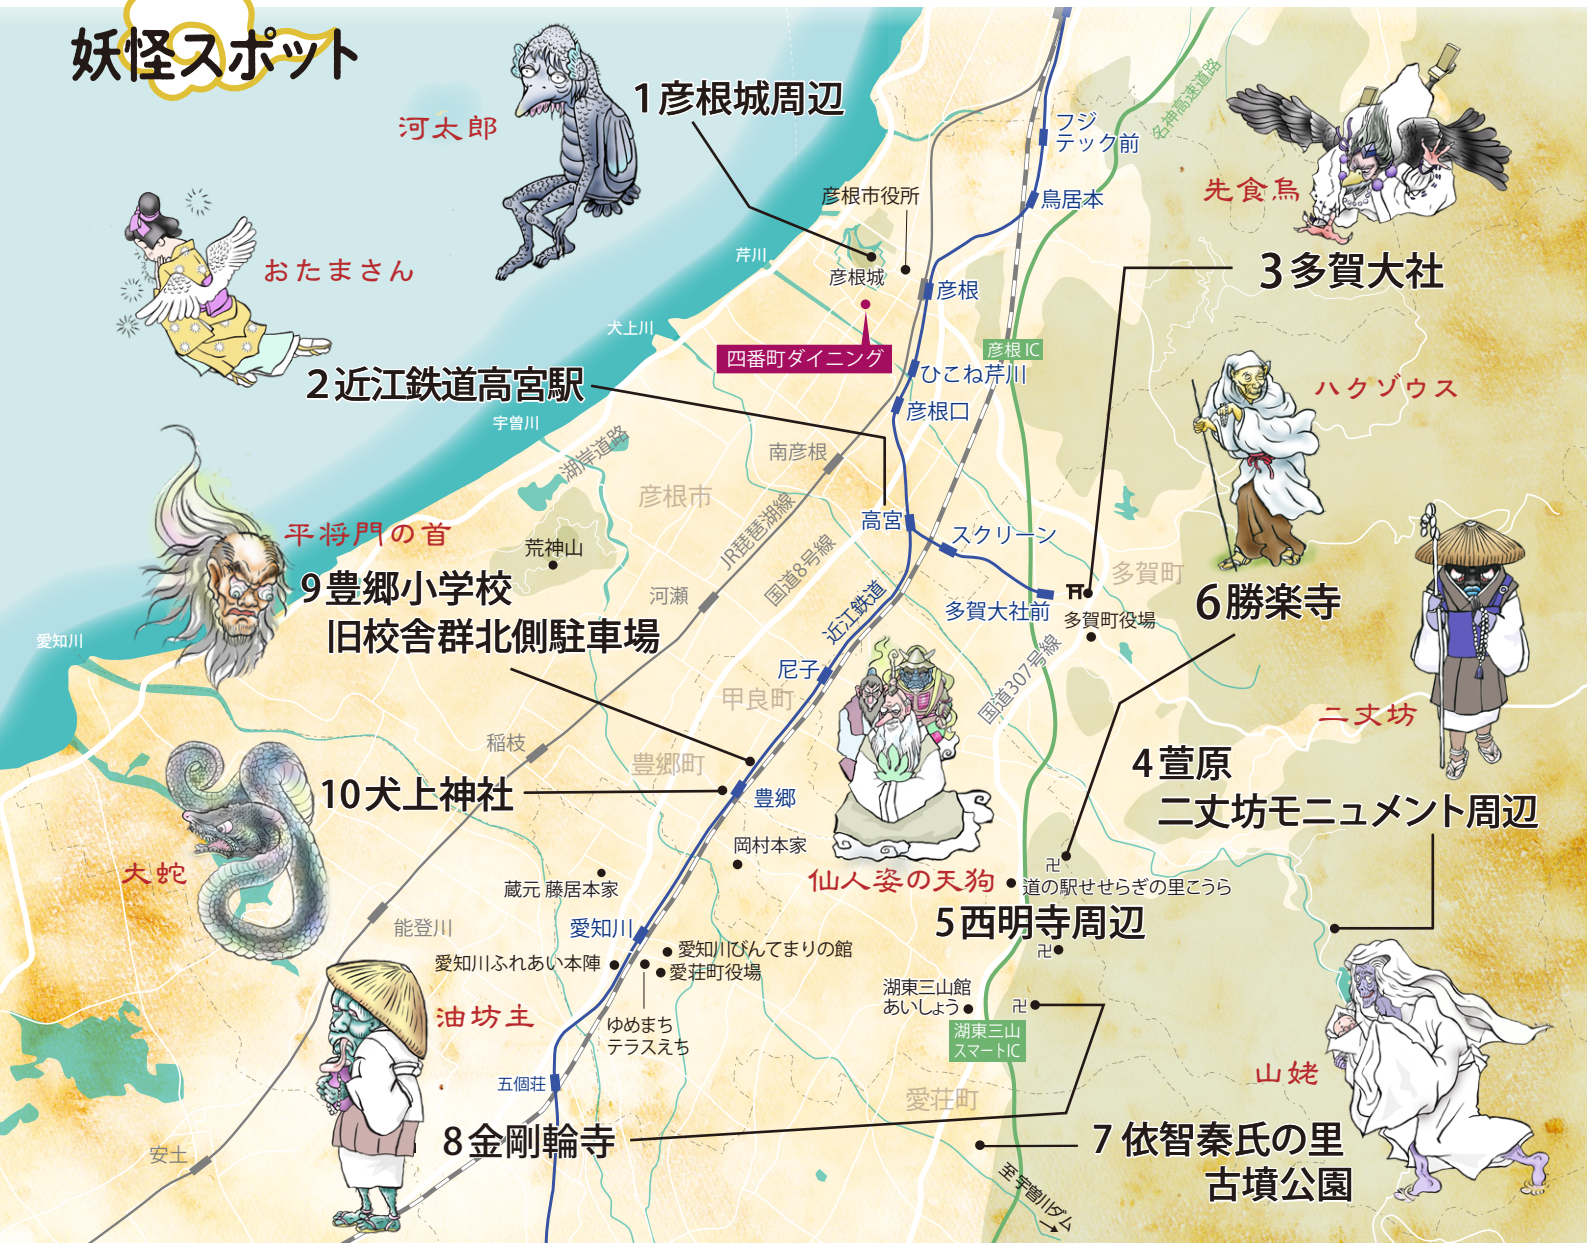 妖怪スポット
河太郎
1彦根城周辺
フジ
テック前
名神高速道路
先食烏
彦根市役所
鳥居本
おたまさん
芹川
彦根城
彦根
3多賀大社
犬上川
四番町ダイニング
彦根IC
ひこね芹川
2近江鉄道高宮駅
彦根口
ハクゾウス
宇曽川
湖岸道路
南彦根
彦根市
平将門の首
JR琵琶湖線
国道8号線
高宮
スクリーン
荒神山
9豊郷小学校
旧校舎群北側駐車場
河瀬
近江鉄道
多賀大社前
多賀町
多賀町役場
6勝楽寺
愛知川
尼子
国道307号線
甲良町
二丈坊
稲枝
豊郷町
4萱原
二丈坊モニュメント周辺
10犬上神社
豊郷
岡村本家
大蛇
蔵元 藤居本家
仙人姿の天狗
卍
道の駅せせらぎの里こうら
能登川
愛知川
5西明寺周辺
卍
愛知川ふれあい本陣
愛知川びんてまりの館
愛荘町役場
湖東三山館
あいしょう
卍
油坊主
ゆめまち
テラスえち
湖東三山
スマートIC
山姥
五個荘
愛荘町
8金剛輪寺
7依智秦氏の里
古墳公園
安土
至宇曽川ダム